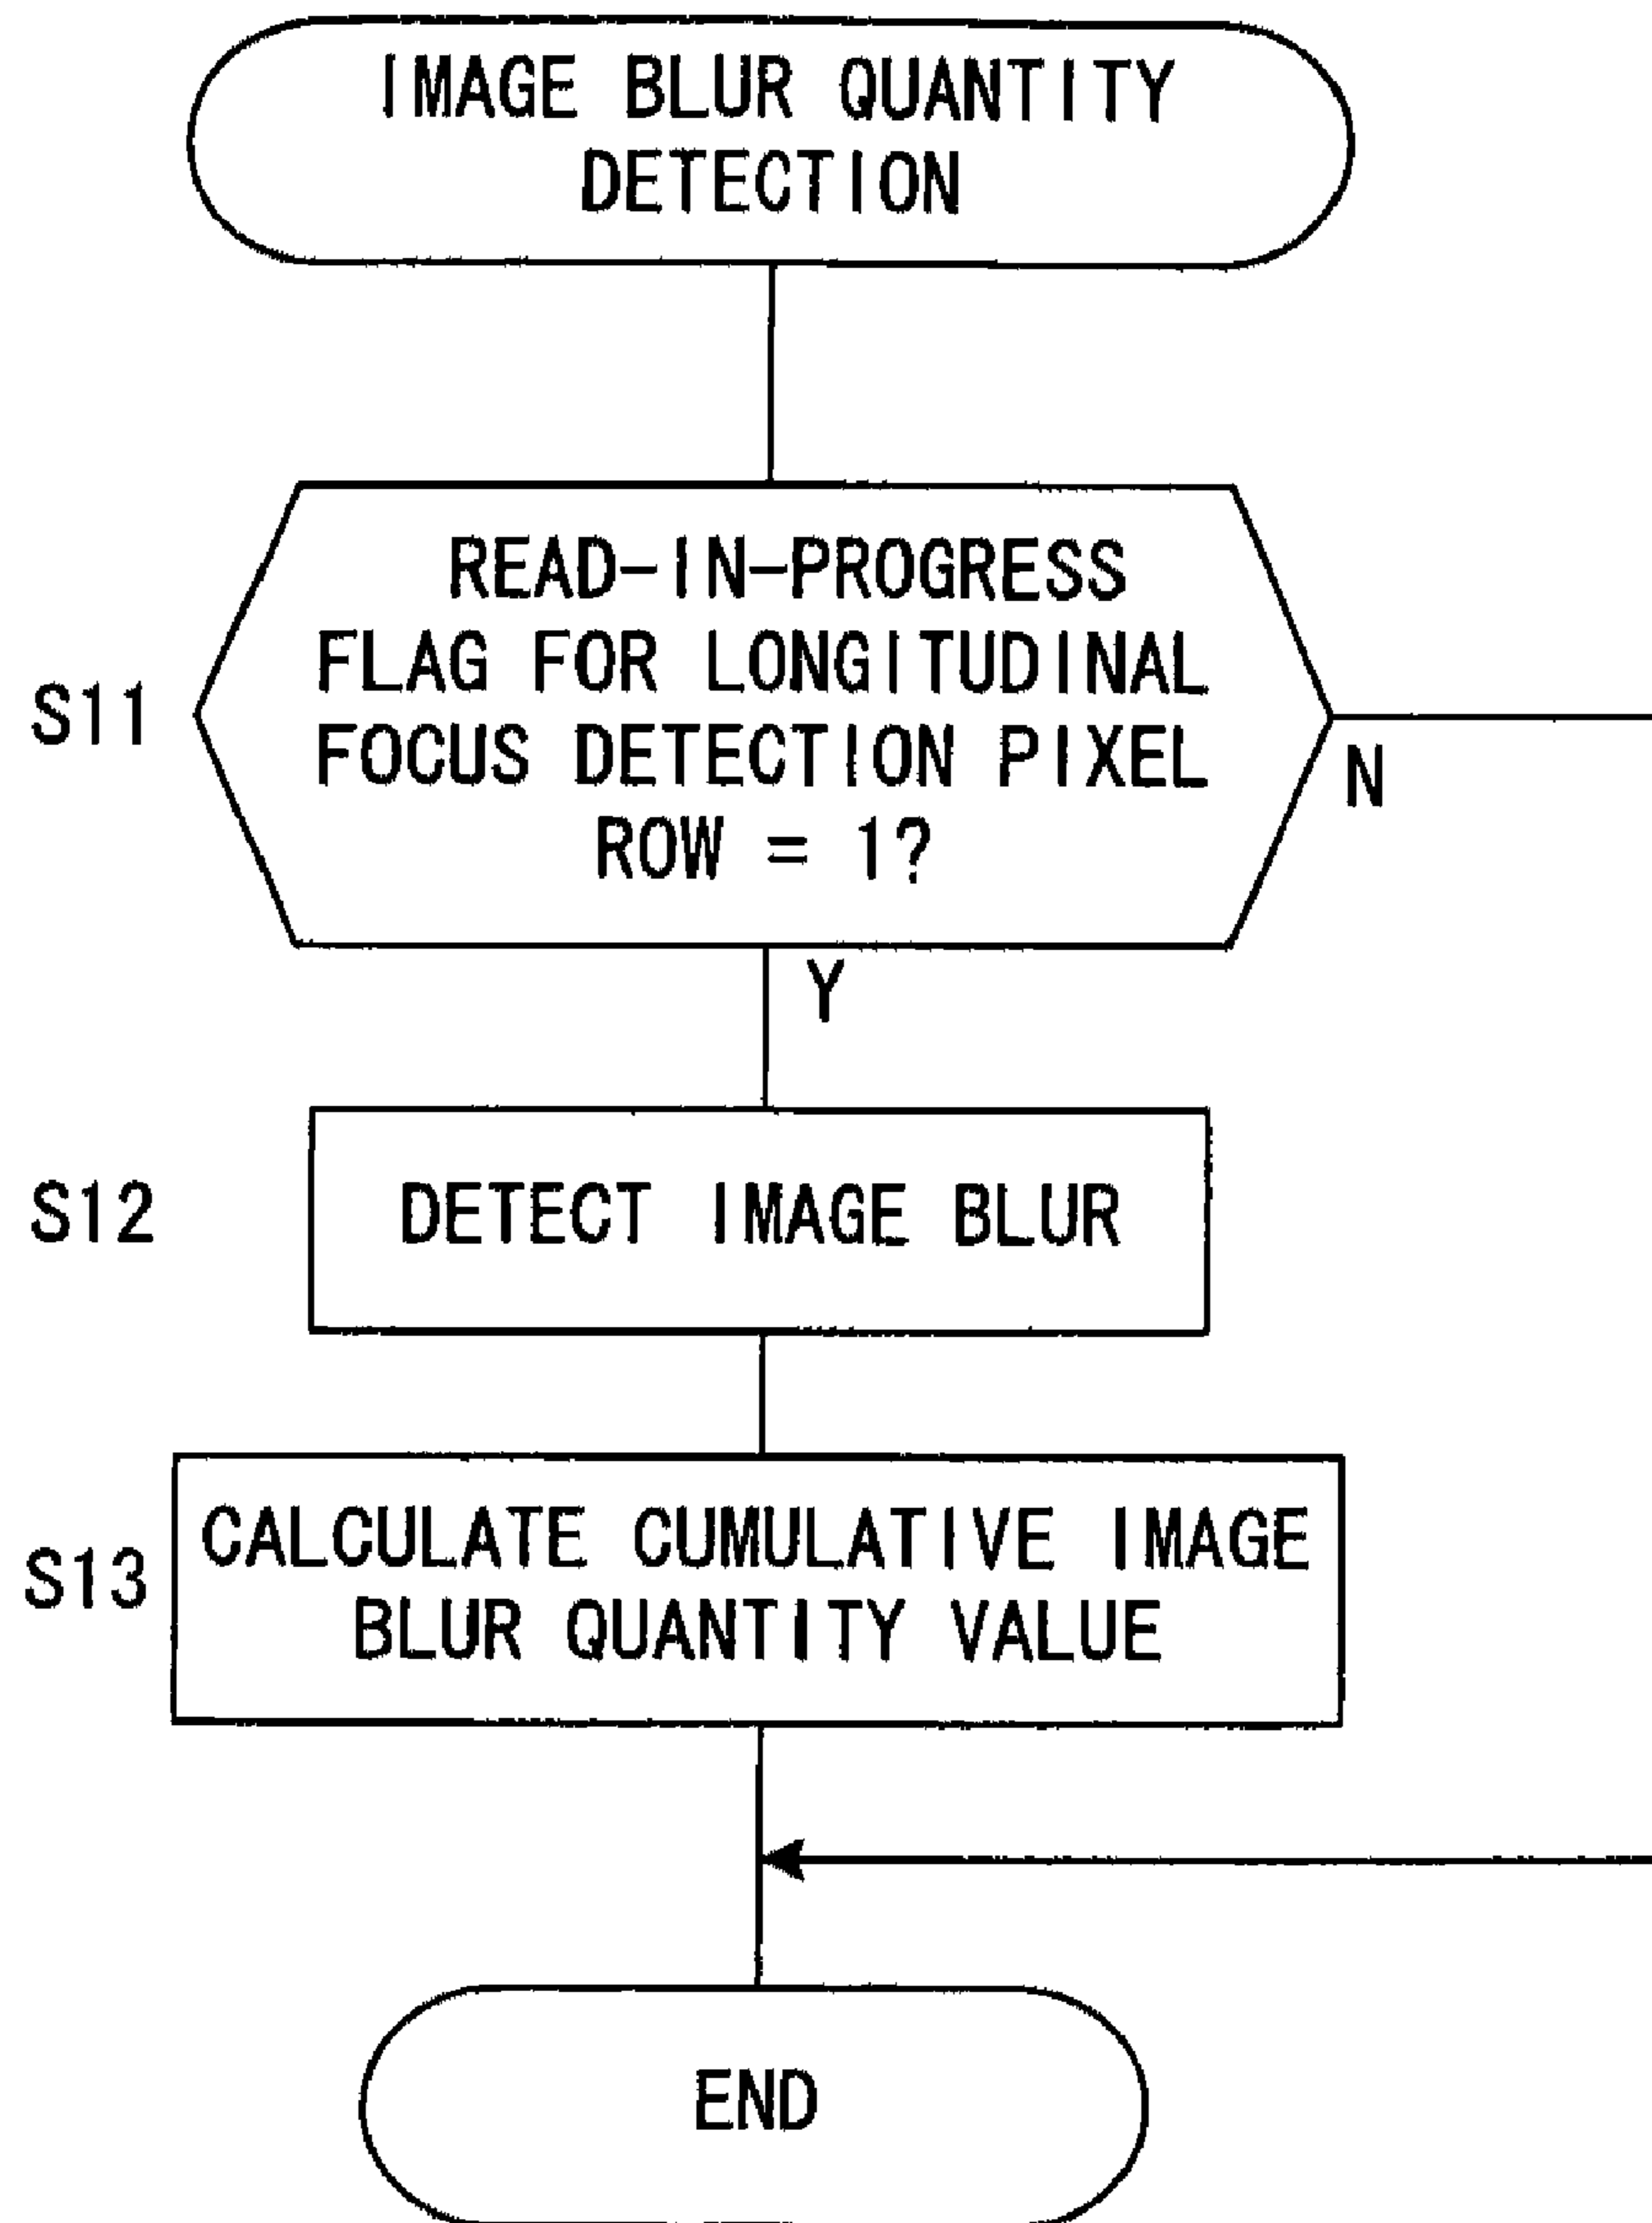 IMAGE BLUR QUANTITY
DETECTION
READ-IN-PROGRESS
FLAG FOR LONGITUDINAL
FOCUS DETECTION PIXEL
ROW = 1?
S11
N
Y
S12
DETECT IMAGE BLUR
S13
CALCULATE CUMULATIVE IMAGE
BLUR QUANTITY VALUE
END